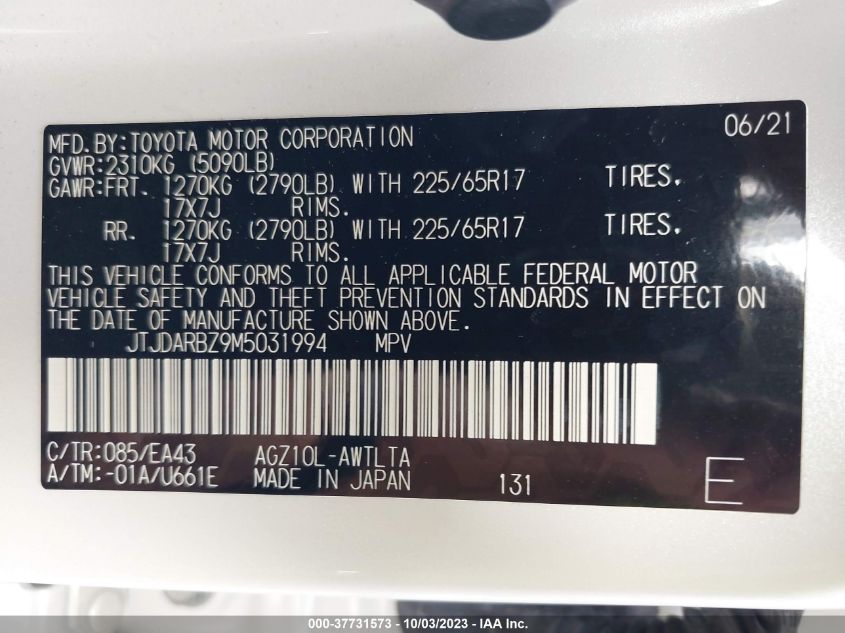 06/21
MFD.BY:TOYOTA MOTOR CORPORATION
GVWR:2310KG (5090LB)
GAWR:FRT. 1270KG (2790LB) WITH 225/65R17 TIRES,
17X7J RIMS.
RR. 1270KG (2790LB) WITH 225/65R17 TIRES,
17X7J RIMS.
THIS VEHICLE CONFORMS TO ALL APPLICABLE FEDERAL MOTOR
VEHICLE SAFETY AND THEFT PREVENTION STANDARDS IN EFFECT ON
THE DATE OF MANUFACTURE SHOWN ABOVE.
JTJDARBZ9M5031994 MPV
C/TR:085/EA43 AGZ10L-AWTLTA
A/TM:-01A/U661E MADE IN JAPAN 131 E
000-37731573 - 10/03/2023 - IAA Inc.